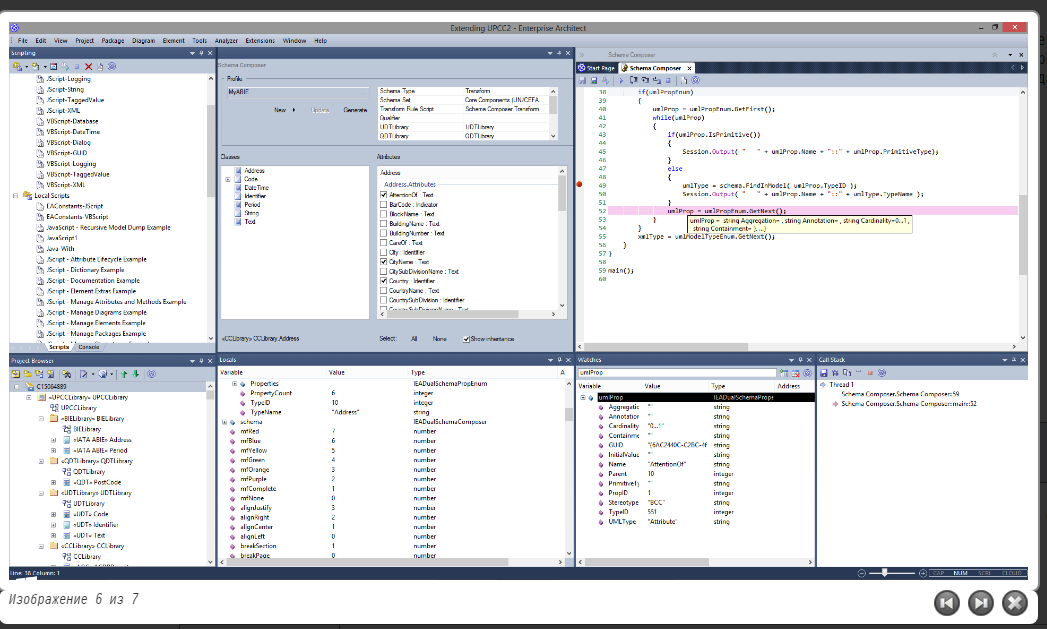 Extending UPCC2 - Enterprise Architect
File Edit View Project Package Diagram Element Tools Analyzer Extensions Window Help
Scripting
JScript-Logging
JScript-String
JScript-TaggedValue
JScript-XML
VBScript-Database
VBScript-DateTime
VBScript-Dialog
VBScript-GUID
VBScript-Logging
VBScript-TaggedValue
VBScript-XML
Local Scripts
EAConstants-JScript
EAConstants-VBScript
JavaScript - Recursive Model Dump Example
JavaScript1
Java-With
JScript - Attribute Lifecycle Example
JScript - Dictionary Example
JScript - Documentation Example
JScript - Element Extras Example
JScript - Manage Attributes and Methods Example
JScript - Manage Diagrams Example
JScript - Manage Elements Example
JScript - Manage Packages Example
Scripts Console
Schema Composer
Profile
MyABIE
New Update Generate
Schema Type Transform
Schema Set Core Components (UN/CEFA
Transform Rule Script Schema Composer.Transform
Qualifier
UDTLibrary UDTLibrary
QDTLibrary QDTLibrary
Classes
Address
Code
DateTime
Identifier
Period
String
Text
Attributes
Address
Address.Attributes
AttentionOf : Text
BarCode : Indicator
BlockName : Text
BuildingName : Text
BuildingNumber : Text
CareOf : Text
City : Identifier
CityName : Text
CitySubDivisionName : Text
Country : Identifier
CountryName : Text
CountrySubDivision : Identifier
CountrySubDivisionName : Text
«CCLibrary» CCLibrary.Address
Select: All None Show inheritance
Schema Composer
Start Page Schema Composer
38 if(umlPropEnum)
39 {
40 umlProp = umlPropEnum.GetFirst();
41 while(umlProp)
42 {
43 if(umlProp.IsPrimitive())
44 {
45 Session.Output( " " + umlProp.Name + "::" + umlProp.PrimitiveType);
46 }
47 else
48 {
49 umlType = schema.FindInModel( umlProp.TypeID );
50 Session.Output( " " + umlProp.Name + "::" + umlType.TypeName );
51 }
52 umlProp = umlPropEnum.GetNext();
53 }
umlProp = string Aggregation= , string Annotation= , string Cardinality=0...1,
string Containment= }, ...}
54 }
55 xmlType = umlModelTypeEnum.GetNext();
56 }
57 }
58
59 main();
60
Project Browser
C15064889
«UPCCLibrary» UPCCLibrary
UPCCLibrary
«BIELibrary» BIELibrary
BIELibrary
«IATA ABIE» Address
«IATA ABIE» Period
«QDTLibrary» QDTLibrary
QDTLibrary
«QDT» PostCode
«UDTLibrary» UDTLibrary
UDTLibrary
«UDT» Code
«UDT» Identifier
«UDT» Text
«CCLibrary» CCLibrary
CCLibrary
Locals
Variable Value Type A
Properties IEADualSchemaPropEnum
PropertyCount 6 integer
TypeID 10 integer
TypeName "Address" string
schema IEADualSchemaComposer
mfRed 7 number
mfBlue 6 number
mfYellow 5 number
mfGreen 4 number
mfOrange 3 number
mfPurple 2 number
mfComplete 1 number
mfNone 0 number
alignJustify 3 number
alignRight 2 number
alignCenter 1 number
alignLeft 0 number
breakSection 1 number
breakPage 0 number
Watches
umlProp
Variable Value Type Address
umlProp IEADualSchemaProp
Aggregatic "" string
Annotation "" string
Cardinality "0...1" string
Containme "" string
GUID "{6AC2440C-C2BC-4f string
InitialValue "" string
Name "AttentionOf" string
Parent 10 integer
PrimitiveTy "" string
PropID 1 integer
Stereotype "BCC" string
TypeID 551 integer
UMLType "Attribute" string
Call Stack
Thread 1
Schema Composer.Schema Composer:59
Schema Composer.Schema Composer::main:52
Line: 36 Column: 1
CAP NUM SCRL CLOUD
Изображение 6 из 7